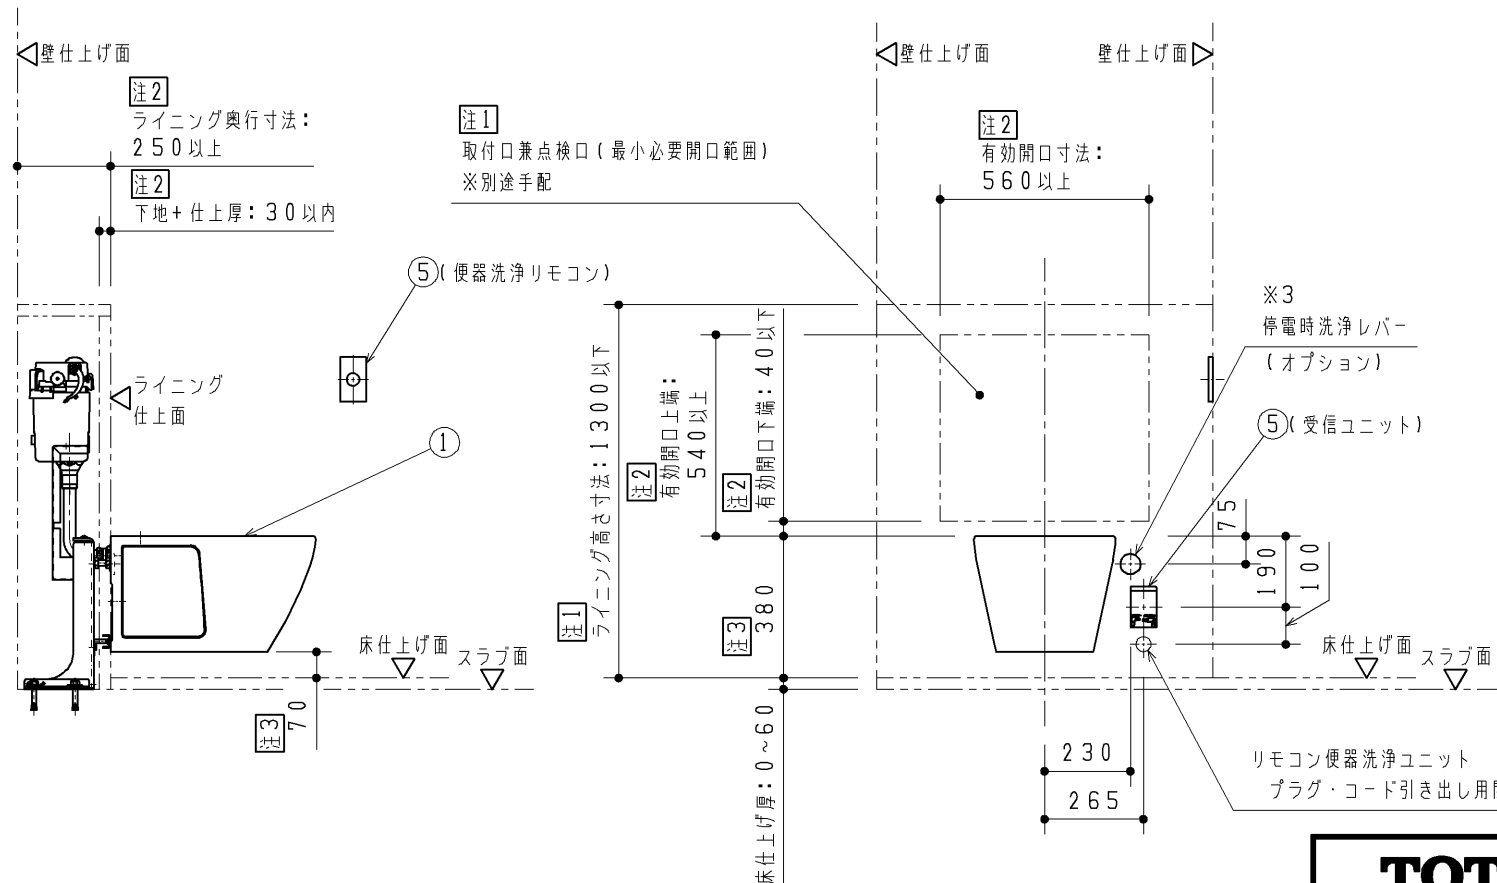 壁仕上げ面
注2
ライニング奥行寸法:
250以上
注2
下地+仕上厚:30以内
⑤(便器洗浄リモコン)
ライニング
仕上面
①
床仕上げ面
スラブ面
注3
70
注1
取付口兼点検口(最小必要開口範囲)
※別途手配
壁仕上げ面
壁仕上げ面
注2
有効開口寸法:
560以上
注1
ライニング高さ寸法:1300以下
注2
有効開口上端:
540以上
注2
有効開口下端:40以下
注3
380
床仕上げ厚:0~60
※3
停電時洗浄レバー
(オプション)
⑤(受信ユニット)
75
190
100
床仕上げ面
スラブ面
230
265
リモコン便器洗浄ユニット
プラグ・コード引き出し用